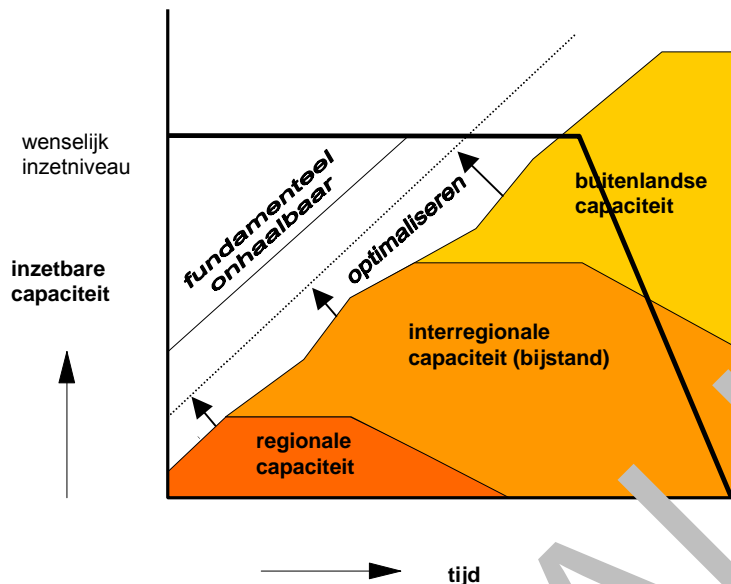 wenselijk
inzetniveau
fundamenteel
onhaalbaar
optimaliseren
buitenlandse
capaciteit
inzetbare
capaciteit
interregionale
capaciteit (bijstand)
regionale
capaciteit
tijd